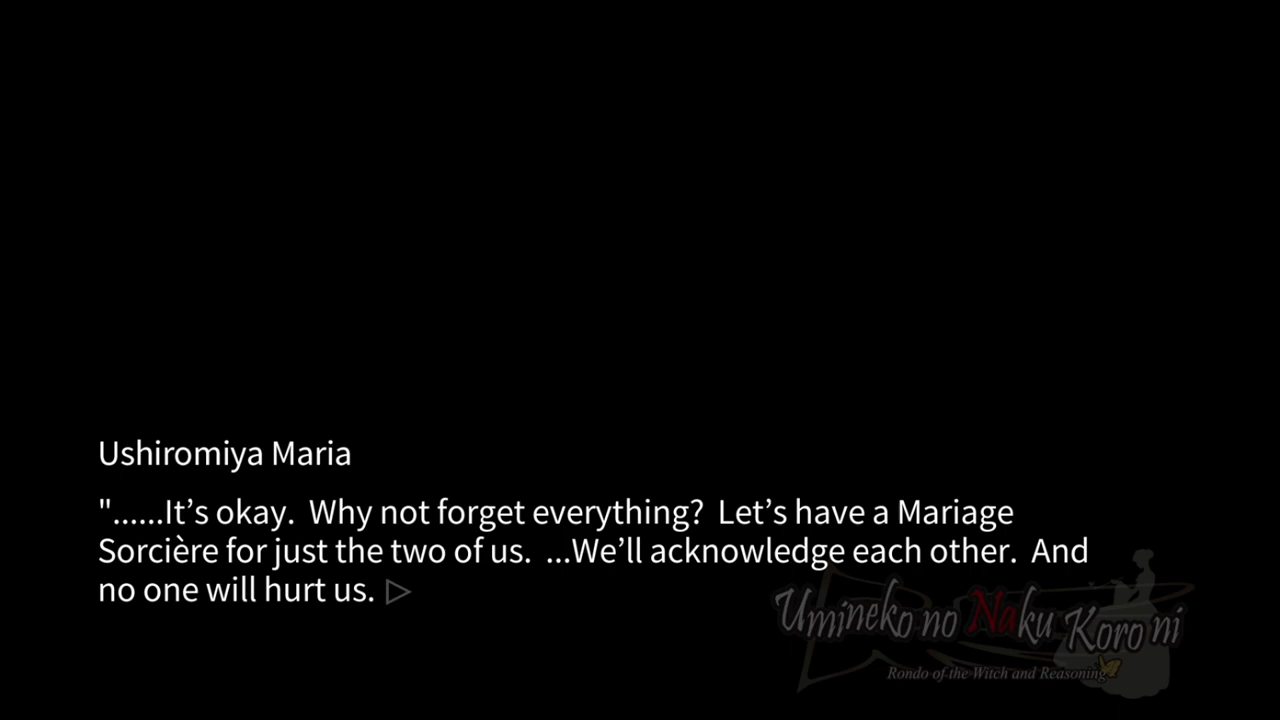 Ushiromiya Maria
"......It’s okay.  Why not forget everything?  Let’s have a Mariage
Sorcière for just the two of us.  ...We’ll acknowledge each other.  And
no one will hurt us.
Umineko no Naku Koro ni
Rondo of the Witch and Reasoning